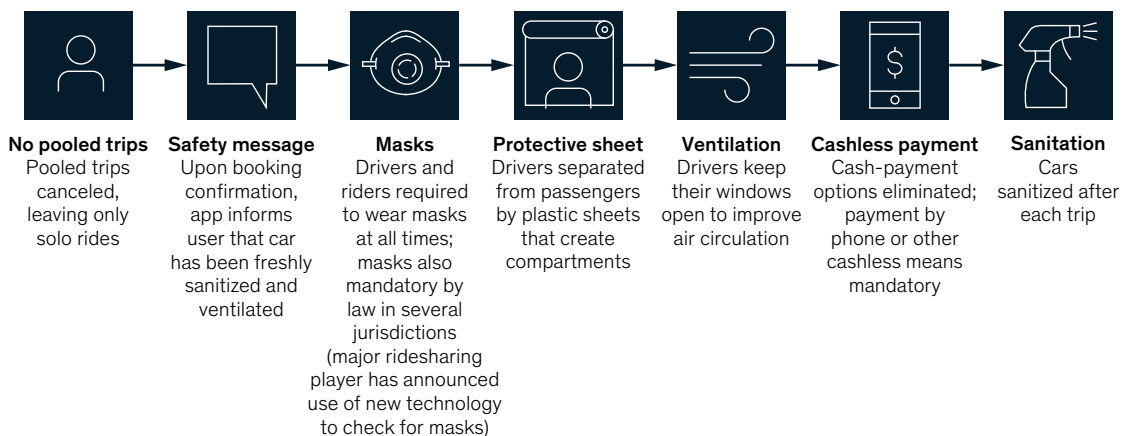 $
No pooled trips
Pooled trips
canceled,
leaving only
solo rides
Safety message
Upon booking
confirmation,
app informs
user that car
has been freshly
sanitized and
ventilated
Masks
Drivers and
riders required
to wear masks
at all times;
masks also
mandatory by
law in several
jurisdictions
(major ridesharing
player has announced
use of new technology
to check for masks)
Protective sheet
Drivers separated
from passengers
by plastic sheets
that create
compartments
Ventilation
Drivers keep
their windows
open to improve
air circulation
Cashless payment
Cash-payment
options eliminated;
payment by
phone or other
cashless means
mandatory
Sanitation
Cars
sanitized after
each trip